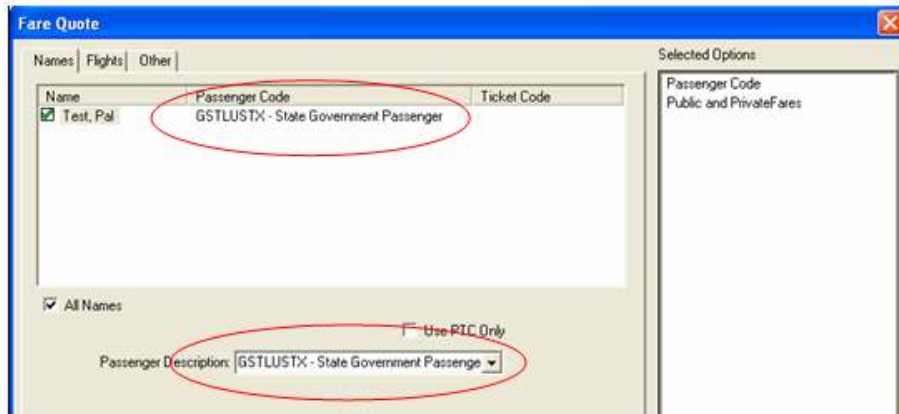 Fare Quote
Names Flights Other
Selected Options
Name Passenger Code Ticket Code
Test, Pal GSTLUSTX - State Government Passenger
Passenger Code
Public and PrivateFares
All Names
Use PTC Only
Passenger Description: GSTLUSTX - State Government Passenge